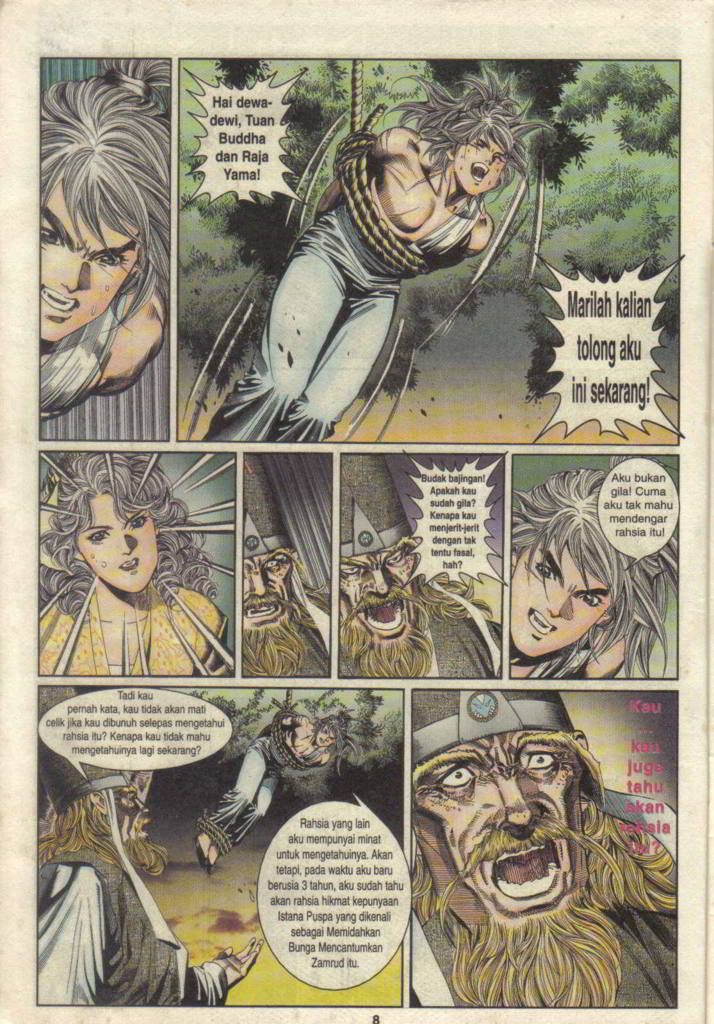 Hai dewa-
dewi, Tuan
Buddha
dan Raja
Yama!
Marilah kalian
tolong aku
ini sekarang!
Budak bajingan!
Apakah kau
sudah gila?
Kenapa kau
menjerit-jerit
dengan tak
tentu fasal,
hah?
Aku bukan
gila! Cuma
aku tak mahu
mendengar
rahsia itu!
Tadi kau
pernah kata, kau tidak akan mati
celik jika kau dibunuh selepas mengetahui
rahsia itu? Kenapa kau tidak mahu
mengetahuinya lagi sekarang?
Rahsia yang lain
aku mempunyai minat
untuk mengetahuinya. Akan
tetapi, pada waktu aku baru
berusia 3 tahun, aku sudah tahu
akan rahsia hikmat kepunyaan
Istana Puspa yang dikenali
sebagai Memidahkan
Bunga Mencantumkan
Zamrud itu.
Kau
...
kau
juga
tahu
akan
rahsia
itu?
8